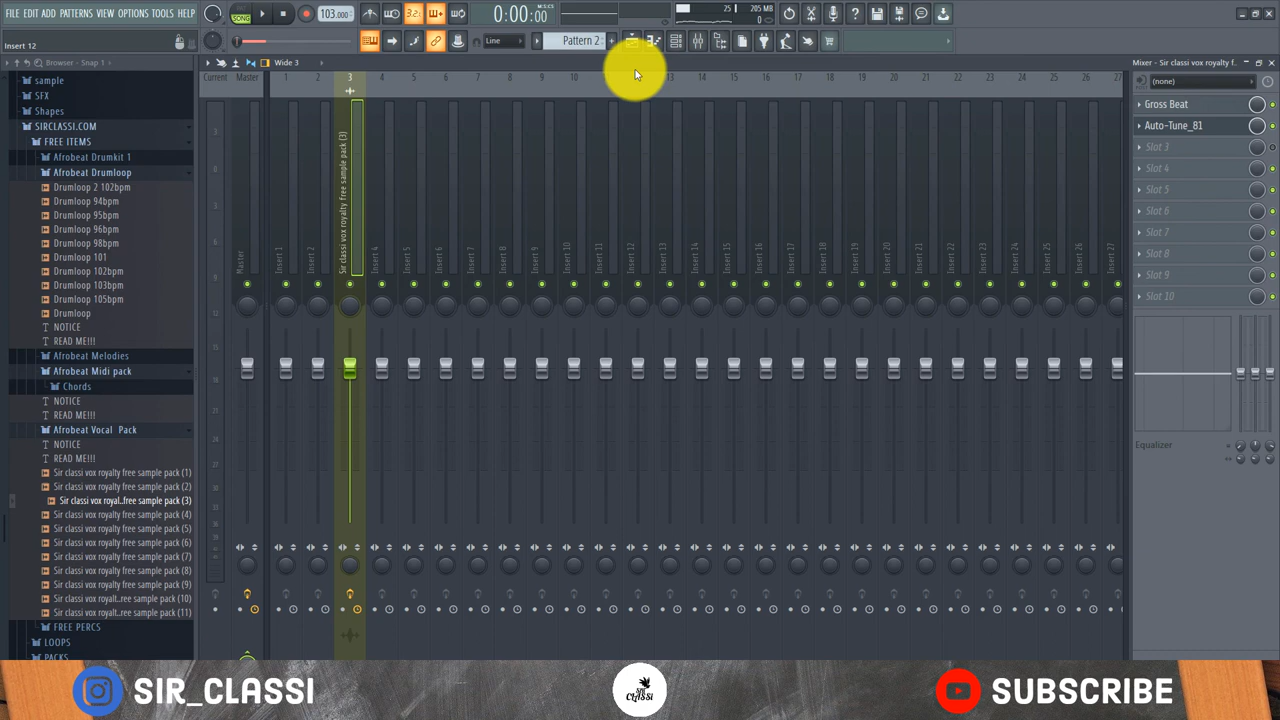 FILE EDIT ADD PATTERNS VIEW OPTIONS TOOLS HELP
SONG
103.000
32
0:00:00
25
205 MB
0
Insert 12
Line
Pattern 2
Browser - Snap 1
Wide 3
Mixer - Sir classi vox royalty f..
sample
SFX
Shapes
SIRCLASSI.COM
FREE ITEMS
Afrobeat Drumkit 1
Afrobeat Drumloop
Drumloop 2 102bpm
Drumloop 94bpm
Drumloop 95bpm
Drumloop 96bpm
Drumloop 98bpm
Drumloop 101
Drumloop 102bpm
Drumloop 103bpm
Drumloop 105bpm
Drumloop
NOTICE
READ ME!!!
Afrobeat Melodies
Afrobeat Midi pack
Chords
NOTICE
READ ME!!!
Afrobeat Vocal Pack
NOTICE
READ ME!!!
Sir classi vox royalty free sample pack (1)
Sir classi vox royalty free sample pack (2)
Sir classi vox royal..free sample pack (3)
Sir classi vox royalty free sample pack (4)
Sir classi vox royalty free sample pack (5)
Sir classi vox royalty free sample pack (6)
Sir classi vox royalty free sample pack (7)
Sir classi vox royalty free sample pack (8)
Sir classi vox royalty free sample pack (9)
Sir classi vox royalt..ree sample pack (10)
Sir classi vox royalt..ree sample pack (11)
FREE PERCS
LOOPS
PACKS
Current Master 1 2 3 4 5 6 7 8 9 10 11 13 14 15 16 17 18 19 20 21 22 23 24 25 26 27
Master
Insert 1
Insert 2
Sir classi vox royalty free sample pack (3)
Insert 4
Insert 5
Insert 6
Insert 7
Insert 8
Insert 9
Insert 10
Insert 11
Insert 12
Insert 13
Insert 14
Insert 15
Insert 16
Insert 17
Insert 18
Insert 19
Insert 20
Insert 21
Insert 22
Insert 23
Insert 24
Insert 25
Insert 26
Insert 27
(none)
Gross Beat
Auto-Tune_81
Slot 3
Slot 4
Slot 5
Slot 6
Slot 7
Slot 8
Slot 9
Slot 10
Equalizer
SIR_CLASSI
SIR CLASSI
SUBSCRIBE